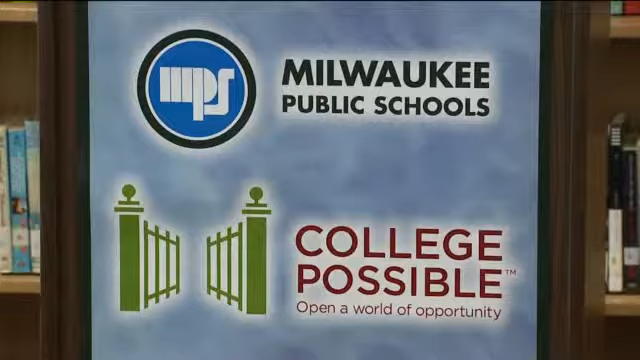 mps
MILWAUKEE
PUBLIC SCHOOLS
COLLEGE
POSSIBLE™
Open a world of opportunity